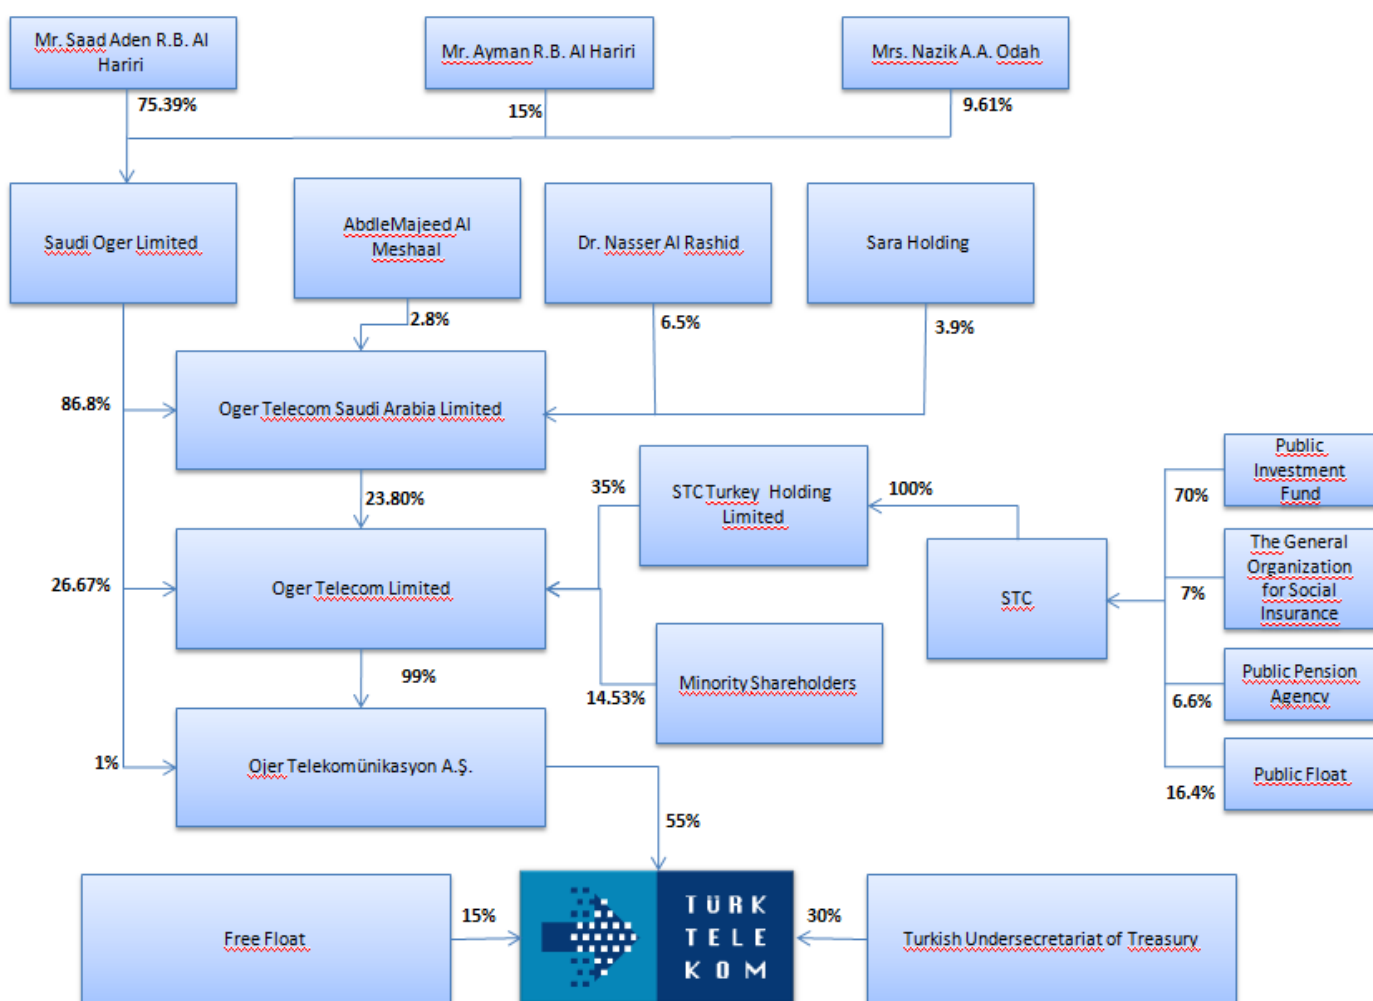 Mr. Saad Aden R.B. Al
Hariri
Mr. Ayman R.B. Al Hariri
Mrs. Nazik A.A. Odah
75.39%
15%
9.61%
Saudi Oger Limited
AbdleMajeed Al
Meshaal
Dr. Nasser Al Rashid
Sara Holding
2.8%
6.5%
3.9%
86.8%
Oger Telecom Saudi Arabia Limited
23.80%
35%
STC Turkey Holding
Limited
100%
70%
Public
Investment
Fund
26.67%
Oger Telecom Limited
STC
7%
The General
Organization
for Social
Insurance
99%
14.53%
Minority Shareholders
6.6%
Public Pension
Agency
1%
Ojer Telekomünikasyon A.Ş.
16.4%
Public Float
55%
Free Float
15%
TÜRK
TELE
KOM
30%
Turkish Undersecretariat of Treasury